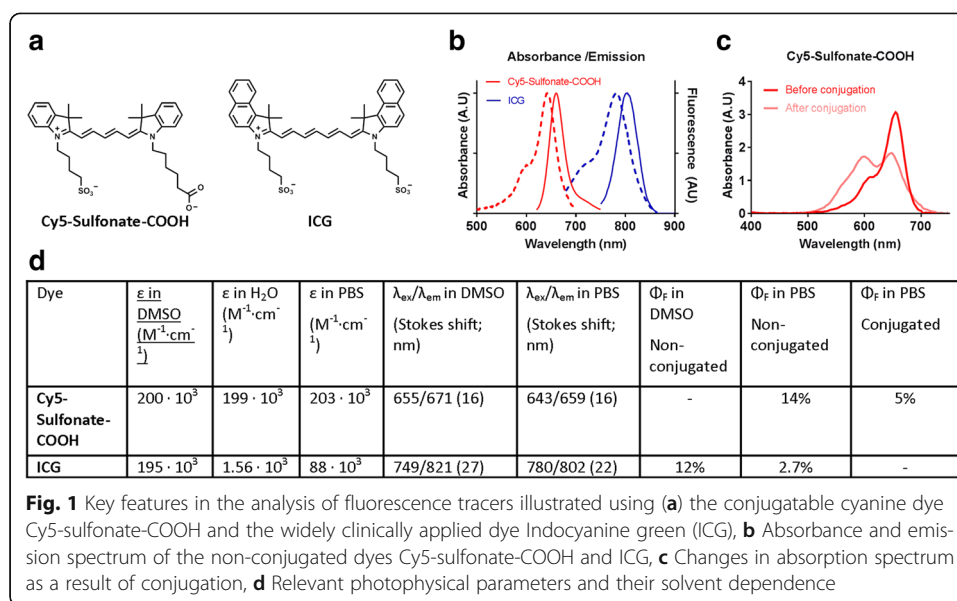 a
N
+
N
SO₃⁻
O
O⁻
Cy5-Sulfonate-COOH
N
+
N
SO₃⁻
SO₃⁻
ICG
b
Absorbance /Emission
Cy5-Sulfonate-COOH
ICG
Absorbance (A.U)
Fluorescence (AU)
500 600 700 800 900
Wavelength (nm)
c
Cy5-Sulfonate-COOH
Before conjugation
After conjugation
Absorbance (A.U)
4
3
2
1
0
400 500 600 700
Wavelength (nm)
d
Dye
ε in
DMSO
(M⁻¹·cm⁻
¹)
ε in H₂O
(M⁻¹·cm⁻
¹)
ε in PBS
(M⁻¹·cm⁻
¹)
λex/λem in DMSO
(Stokes shift;
nm)
λex/λem in PBS
(Stokes shift;
nm)
ΦF in
DMSO
Non-
conjugated
ΦF in PBS
Non-
conjugated
ΦF in PBS
Conjugated
Cy5-
Sulfonate-
COOH
200 · 10³
199 · 10³
203 · 10³
655/671 (16)
643/659 (16)
-
14%
5%
ICG
195 · 10³
1.56 · 10³
88 · 10³
749/821 (27)
780/802 (22)
12%
2.7%
-
Fig. 1 Key features in the analysis of fluorescence tracers illustrated using (a) the conjugatable cyanine dye
Cy5-sulfonate-COOH and the widely clinically applied dye Indocyanine green (ICG), b Absorbance and emis-
sion spectrum of the non-conjugated dyes Cy5-sulfonate-COOH and ICG, c Changes in absorption spectrum
as a result of conjugation, d Relevant photophysical parameters and their solvent dependence